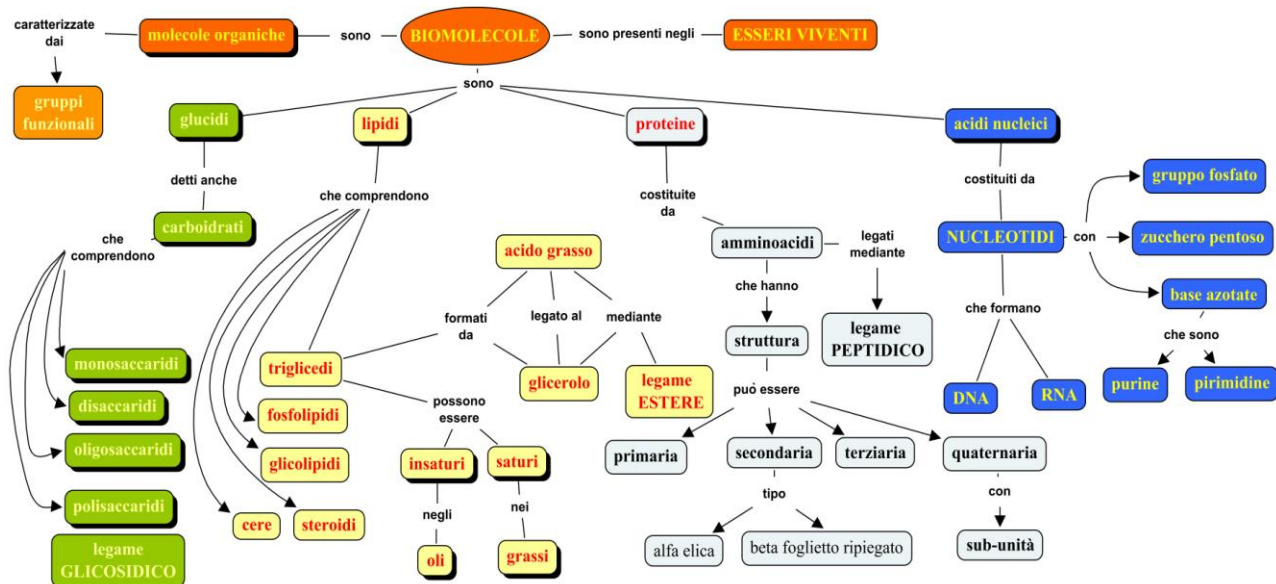 caratterizzate
dai
molecole organiche
sono
BIOMOLECOLE
sono presenti negli
ESSERI VIVENTI
gruppi
funzionali
sono
glucidi
lipidi
proteine
acidi nucleici
detti anche
che comprendono
costituite
da
costituiti da
gruppo fosfato
che
comprendono
carboidrati
acido grasso
amminoacidi
legati
mediante
NUCLEOTIDI
con
zucchero pentoso
che hanno
base azotate
formati
da
legato al
mediante
struttura
legame
PEPTIDICO
che formano
che sono
monosaccaridi
triglicedi
glicerolo
legame
ESTERE
può essere
DNA
RNA
purine
pirimidine
disaccaridi
fosfolipidi
possono
essere
oligosaccaridi
glicolipidi
insaturi
saturi
primaria
secondaria
terziaria
quaternaria
polisaccaridi
cere
steroidi
negli
nei
tipo
con
legame
GLICOSIDICO
oli
grassi
alfa elica
beta foglietto ripiegato
sub-unità